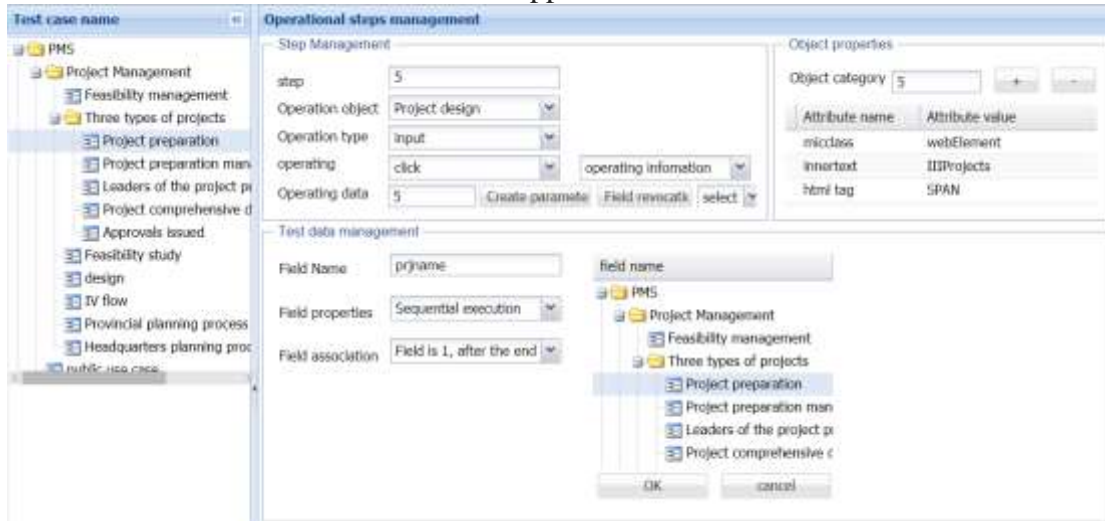 Test case name
PMS
Project Management
Feasibility management
Three types of projects
Project preparation
Project preparation man
Leaders of the project p
Project comprehensive d
Approvals issued
Feasibility study
design
IV flow
Provincial planning process
Headquarters planning proc
public use case
Operational steps management
Step Management
step 5
Operation object Project design
Operation type input
operating click operating infomation
Operating data 5 Create paramete Field revocatk select
Object properties
Object category 5 + -
Attribute name Attribute value
micclass webElement
innertext IIIProjects
html tag SPAN
Test data management
Field Name prjname
Field properties Sequential execution
Field association Field is 1, after the end
field name
PMS
Project Management
Feasibility management
Three types of projects
Project preparation
Project preparation man
Leaders of the project p
Project comprehensive c
OK cancel